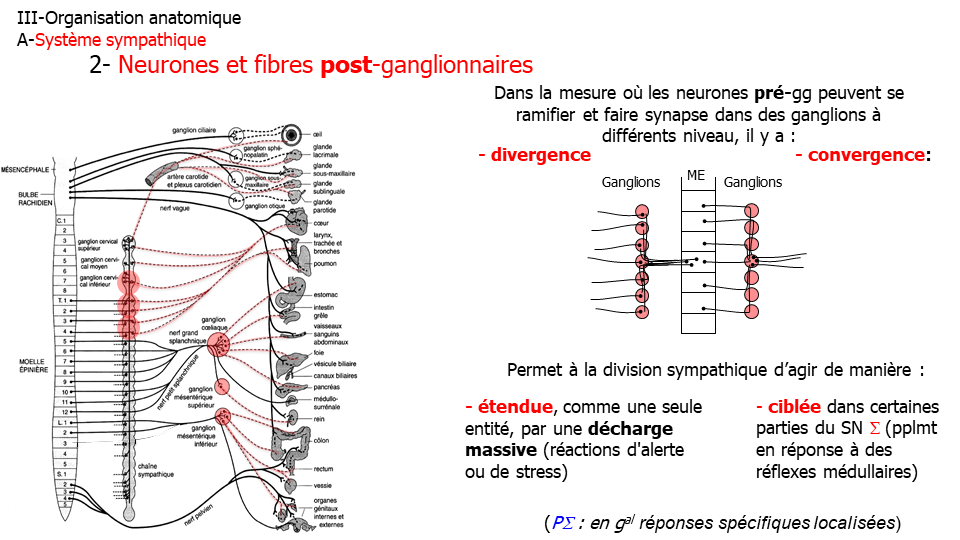 III-Organisation anatomique
A-Système sympathique
2- Neurones et fibres post-ganglionnaires
Dans la mesure où les neurones pré-gg peuvent se
ramifier et faire synapse dans des ganglions à
différents niveau, il y a :
- divergence
- convergence:
Ganglions
ME
Ganglions
Permet à la division sympathique d’agir de manière :
- étendue, comme une seule
entité, par une décharge
massive (réactions d'alerte
ou de stress)
- ciblée dans certaines
parties du SN Σ (pplmt
en réponse à des
réflexes médullaires)
(PΣ : en gal réponses spécifiques localisées)
MÉSENCÉPHALE
BULBE
RACHIDIEN
MOELLE
ÉPINIÈRE
C.1
2
3
4
5
6
7
8
T.1
2
3
4
5
6
7
8
9
10
11
12
L.1
2
3
4
5
S.1
2
3
4
5
ganglion ciliaire
ganglion sphé-
nopalatin
artère carotide
et plexus carotidien
ganglion sous-
maxillaire
ganglion otique
nerf vague
ganglion cervical
supérieur
ganglion cervi-
cal moyen
ganglion cervi-
cal inférieur
nerf grand
splanchnique
ganglion
cœliaque
nerf petit splanchnique
ganglion
mésentérique
supérieur
ganglion
mésentérique
inférieur
chaîne
sympathique
nerf pelvien
œil
glande
lacrimale
glande
sous-maxillaire
glande
sublinguale
glande
parotide
cœur
larynx,
trachée et
bronches
poumon
estomac
intestin
grêle
vaisseaux
sanguins
abdominaux
foie
vésicule biliaire
canaux biliaires
pancréas
médullo-
surrénale
rein
côlon
rectum
vessie
organes
génitaux
internes et
externes